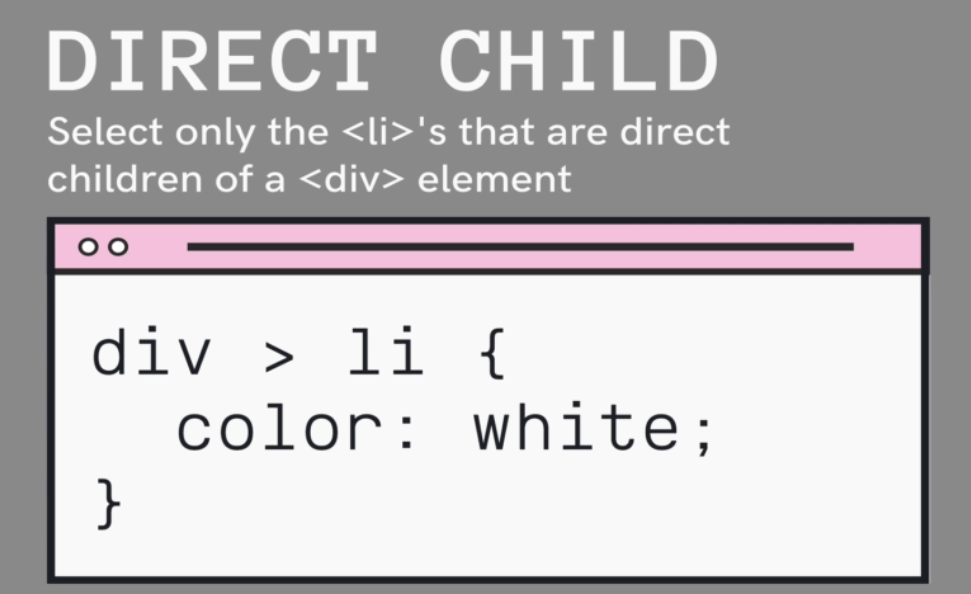 DIRECT CHILD
Select only the <li>'s that are direct
children of a <div> element
div > li {
  color: white;
}